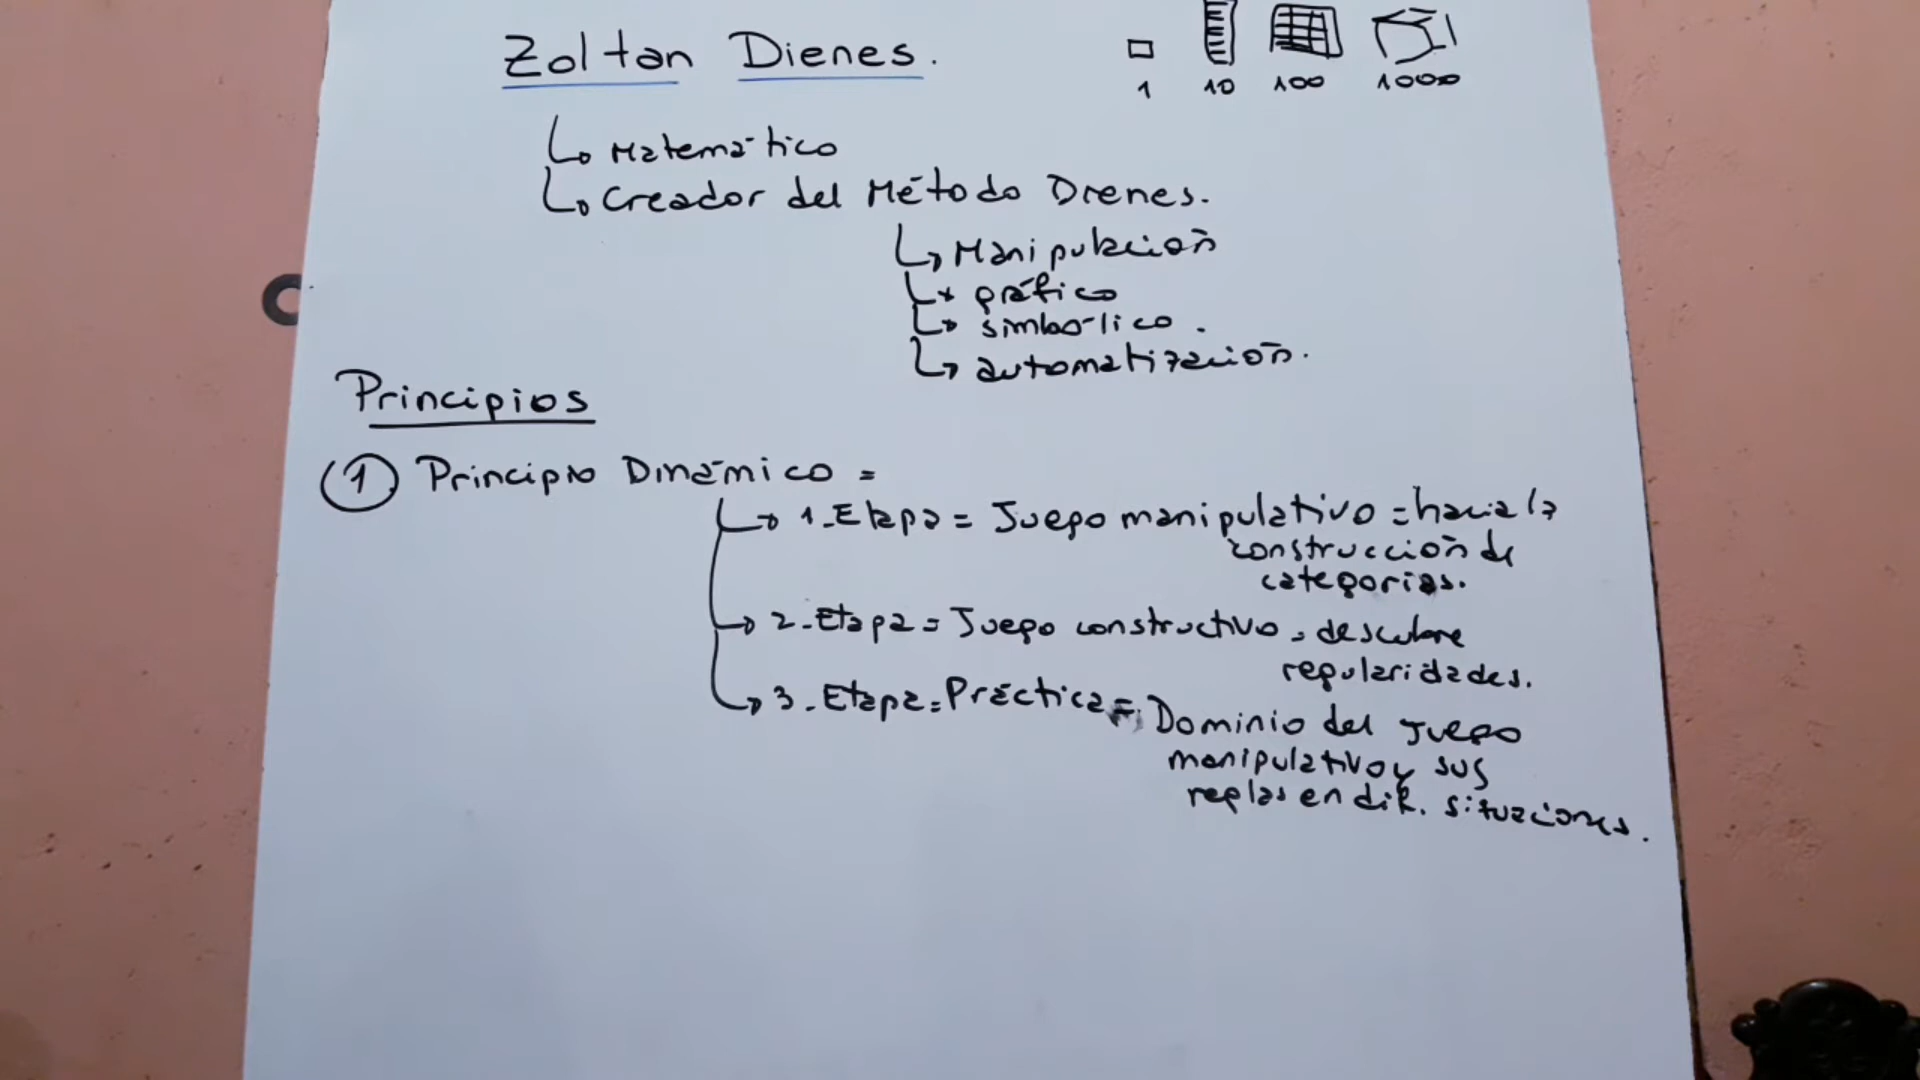 Zoltan Dienes.
1 10 100 1000
Matemático
Creador del Método Dienes.
Manipulación
gráfico
simbólico.
automatización.
Principios
1 Principio Dinámico =
1-Etapa = Juego manipulativo = hacia la
construcción de
categorías.
2-Etapa = Juego constructivo = descubre
regularidades.
3-Etapa = Práctica = Dominio del Juego
manipulativo y sus
reglas en dif. situaciones.